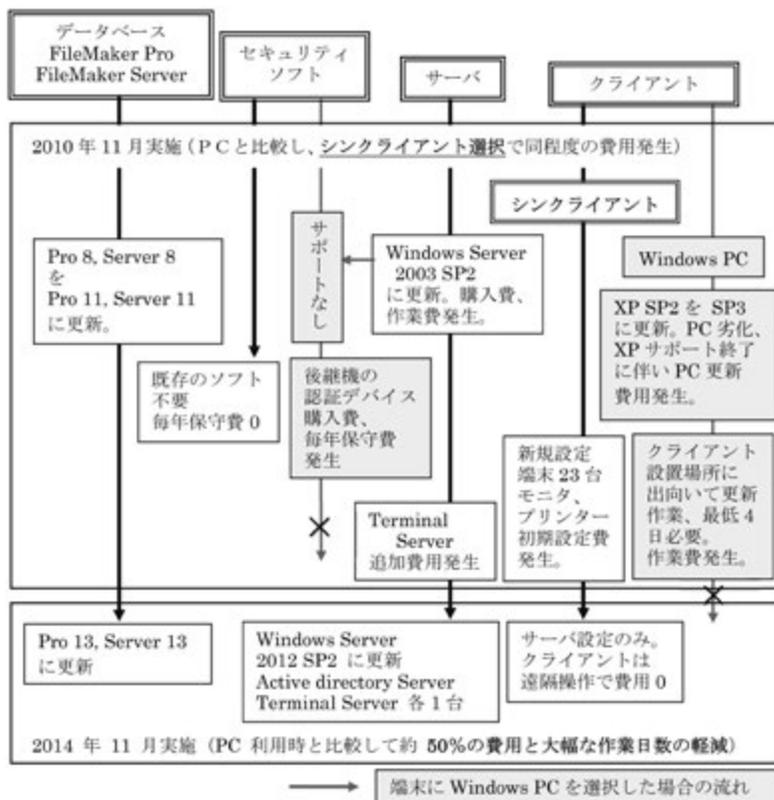 データベース
FileMaker Pro
FileMaker Server
セキュリティ
ソフト
サーバ
クライアント
2010 年 11 月実施（ＰＣと比較し、シンクライアント選択で同程度の費用発生）
シンクライアント
サポートなし
Pro 8, Server 8
を
Pro 11, Server 11
に更新。
Windows Server
2003 SP2
に更新。購入費、
作業費発生。
Windows PC
XP SP2 を SP3
に更新。PC 劣化、
XP サポート終了
に伴い PC 更新
費用発生。
既存のソフト
不要
毎年保守費 0
後継機の
認証デバイス
購入費、
毎年保守費
発生
新規設定
端末 23 台
モニタ、
プリンター
初期設定費
発生。
クライアント
設置場所に
出向いて更新
作業、最低 4
日必要。
作業費発生。
Terminal
Server
追加費用発生
Pro 13, Server 13
に更新
Windows Server
2012 SP2 に更新
Active directory Server
Terminal Server 各 1 台
サーバ設定のみ。
クライアントは
遠隔操作で費用 0
2014 年 11 月実施（PC 利用時と比較して約 50%の費用と大幅な作業日数の軽減）
端末に Windows PC を選択した場合の流れ